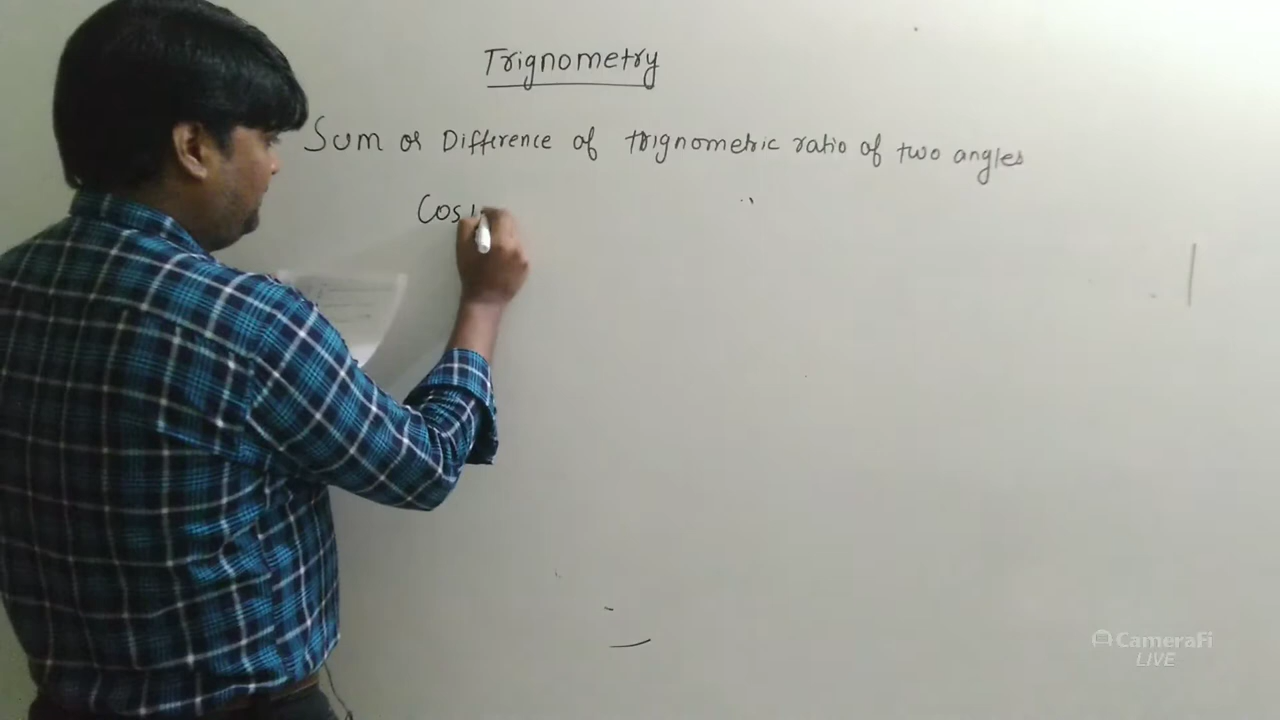 Trignometry
Sum or Difference of trignometric ratio of two angles
Cos
CameraFi
LIVE